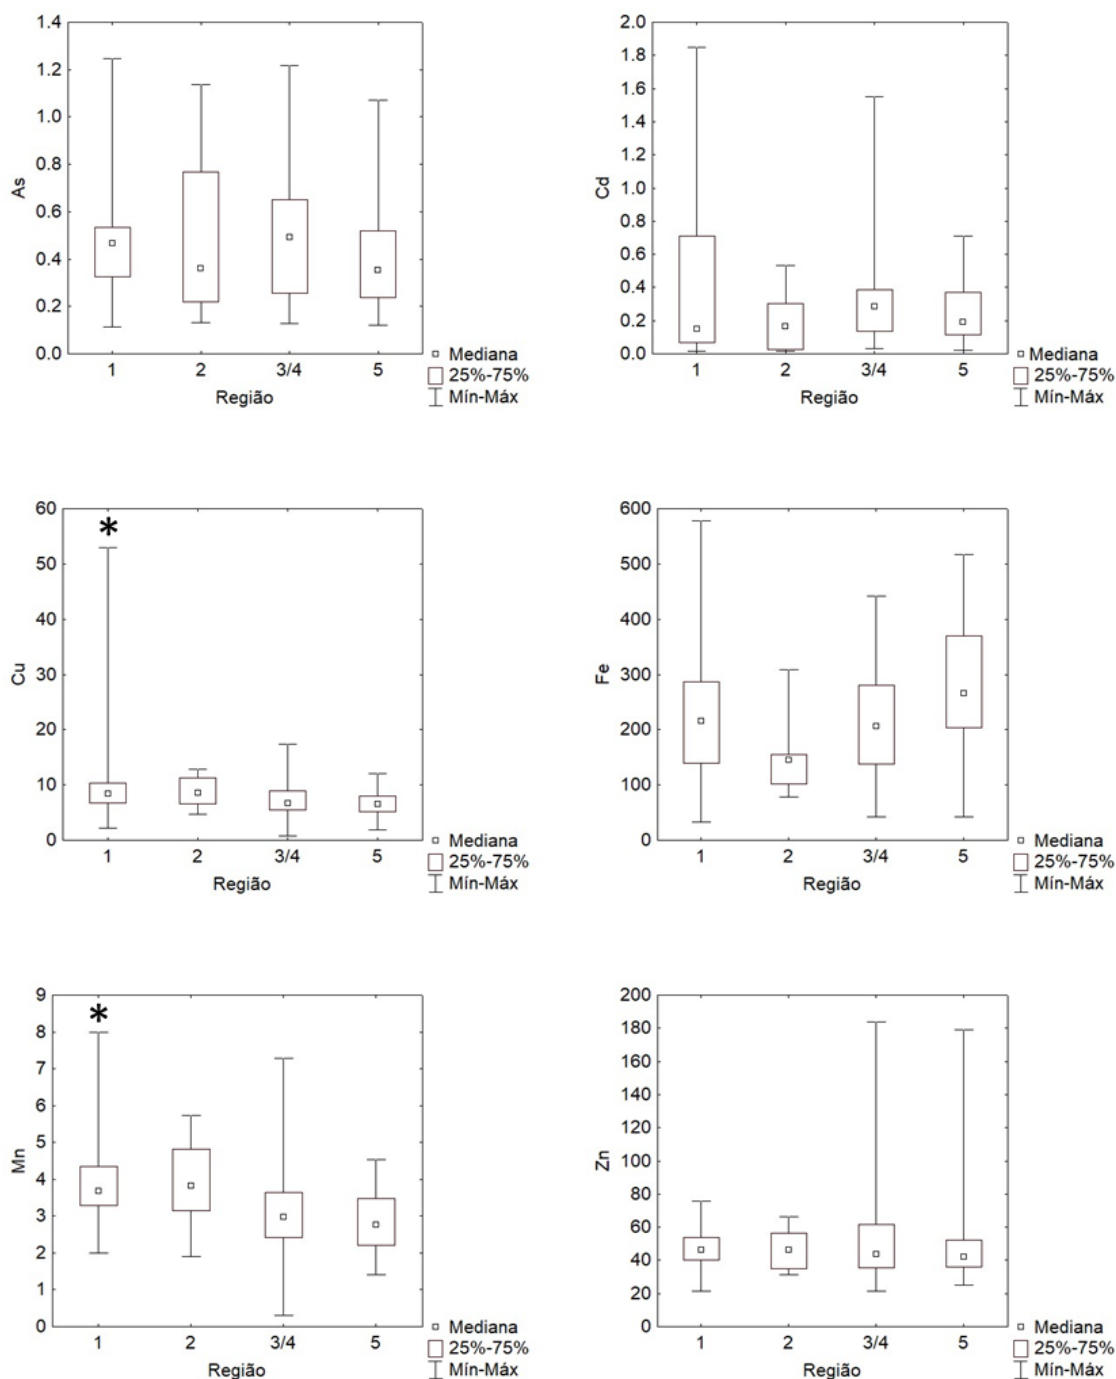 1.4
1.2
1.0
0.8
0.6
0.4
0.2
0.0
As
1 2 3/4 5
Região
Mediana
25%-75%
Mín-Máx
2.0
1.8
1.6
1.4
1.2
1.0
0.8
0.6
0.4
0.2
0.0
Cd
1 2 3/4 5
Região
Mediana
25%-75%
Mín-Máx
60
50
40
30
20
10
0
Cu
*
1 2 3/4 5
Região
Mediana
25%-75%
Mín-Máx
600
500
400
300
200
100
0
Fe
1 2 3/4 5
Região
Mediana
25%-75%
Mín-Máx
9
8
7
6
5
4
3
2
1
0
Mn
*
1 2 3/4 5
Região
Mediana
25%-75%
Mín-Máx
200
180
160
140
120
100
80
60
40
20
0
Zn
1 2 3/4 5
Região
Mediana
25%-75%
Mín-Máx